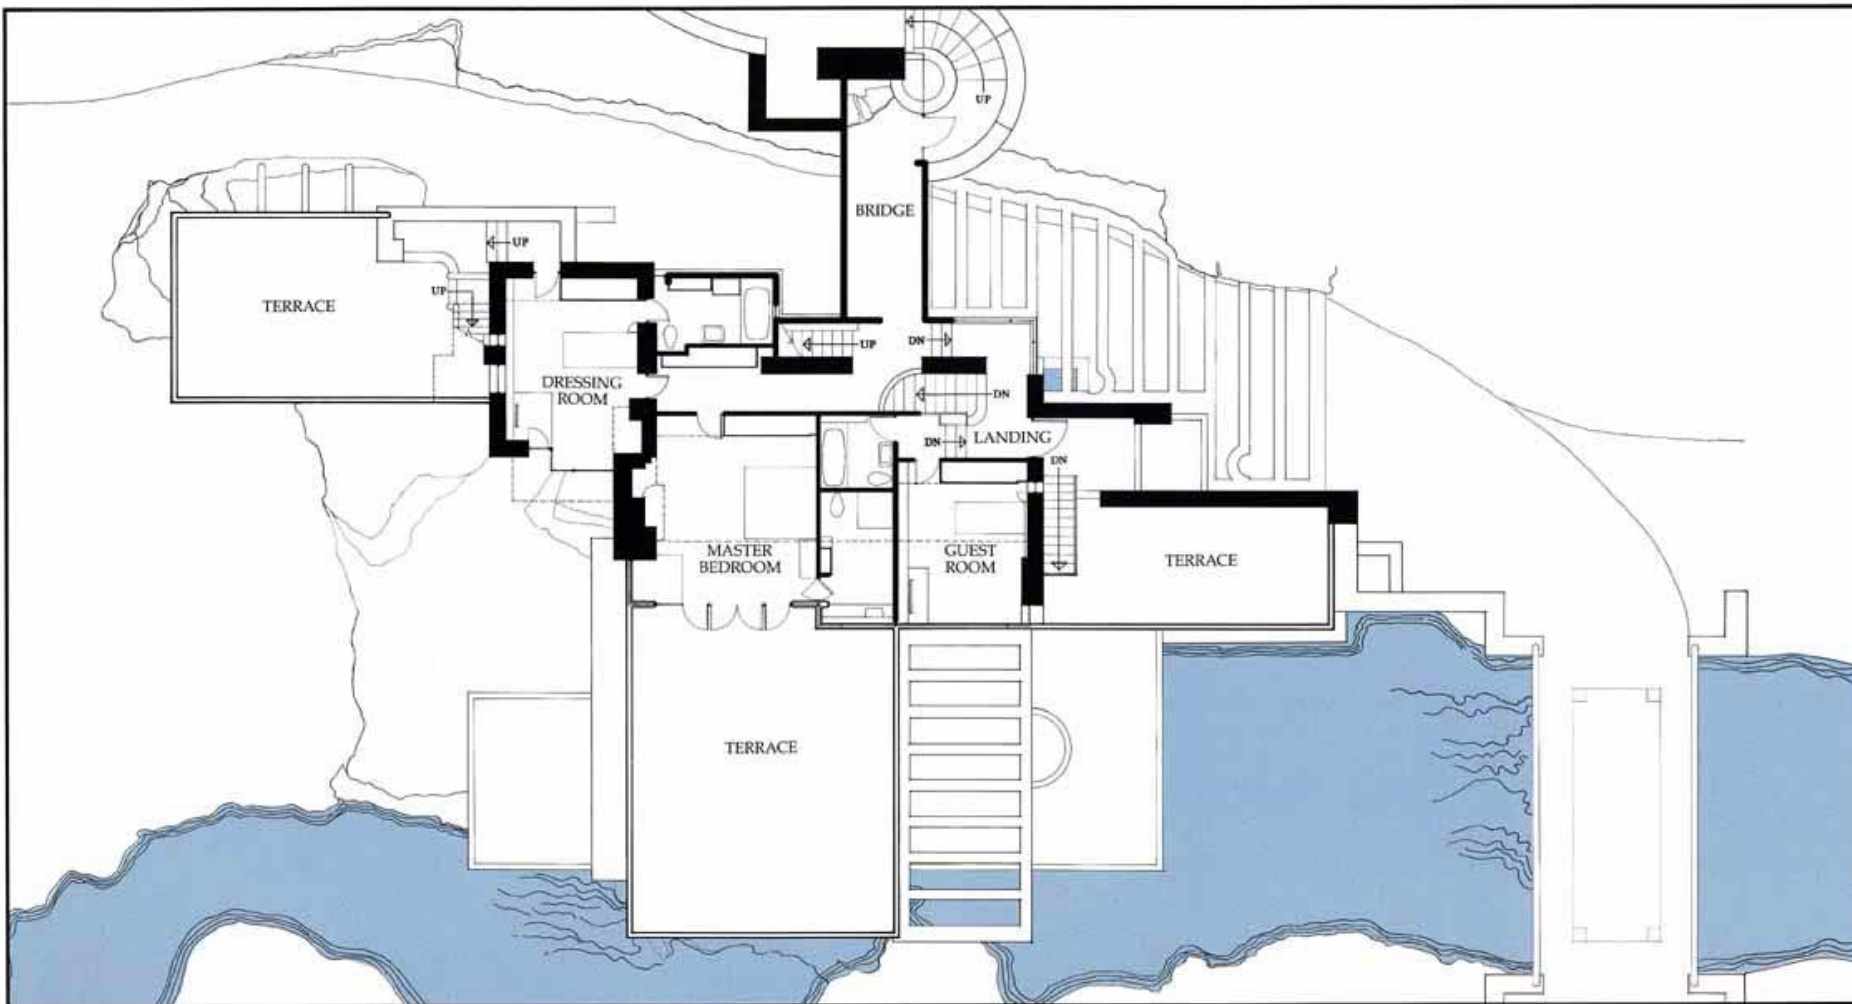 UP
BRIDGE
UP
TERRACE
UP
DN
UP
DRESSING
ROOM
DN
DN
LANDING
DN
MASTER
BEDROOM
GUEST
ROOM
TERRACE
TERRACE